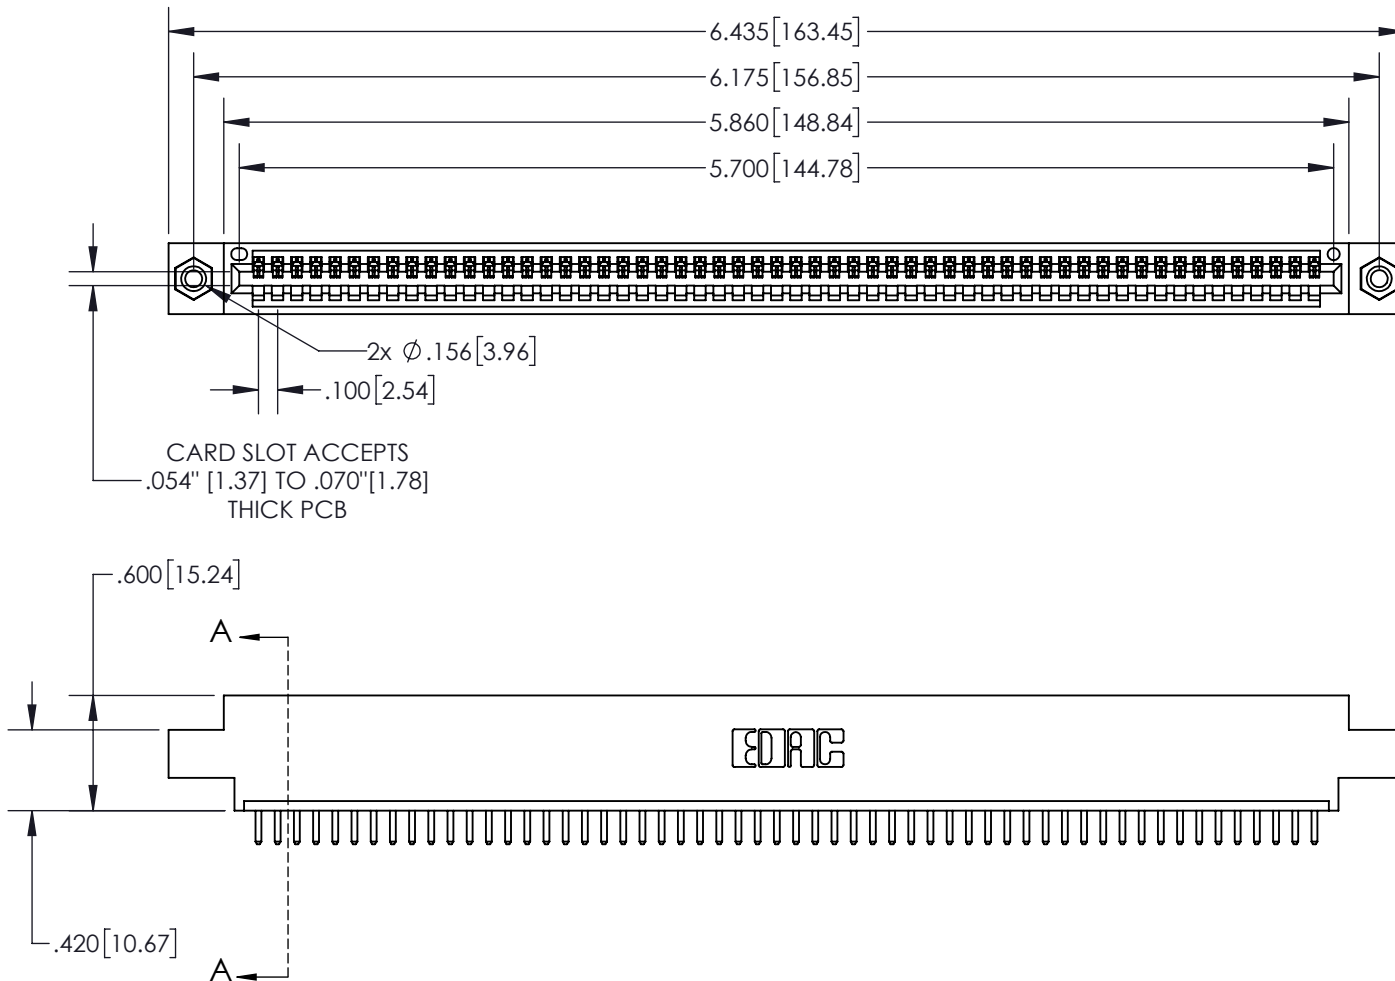 6.435[163.45]
6.175[156.85]
5.860[148.84]
5.700[144.78]
2x ∅.156[3.96]
.100[2.54]
CARD SLOT ACCEPTS
.054" [1.37] TO .070"[1.78]
THICK PCB
.600[15.24]
A
EDAC
.420[10.67]
A